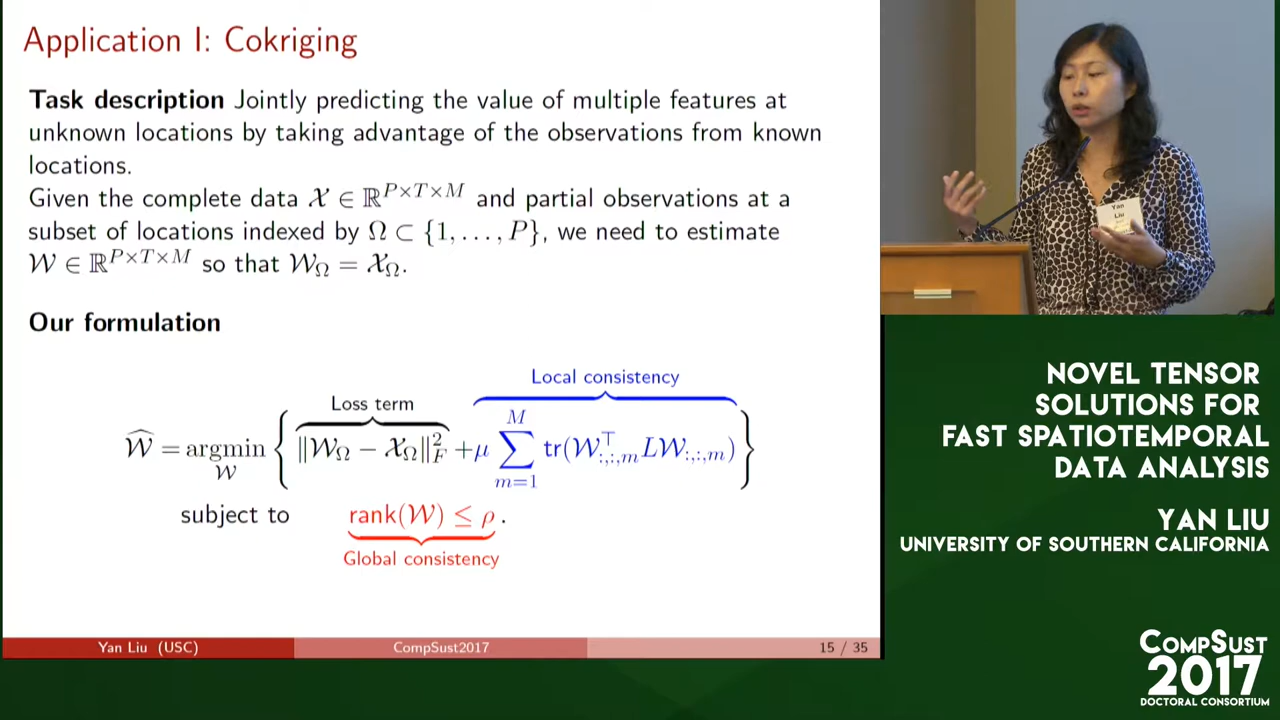 Application I: Cokriging
Task description Jointly predicting the value of multiple features at
unknown locations by taking advantage of the observations from known
locations.
Given the complete data 𝒳 ∈ ℝ^{P×T×M} and partial observations at a
subset of locations indexed by Ω ⊂ {1, . . . , P}, we need to estimate
𝒲 ∈ ℝ^{P×T×M} so that 𝒲_Ω = 𝒳_Ω.
Our formulation
Local consistency
Loss term
𝒲̂ = argmin_𝒲 { ‖𝒲_Ω − 𝒳_Ω‖²_F + μ ∑_{m=1}^{M} tr(𝒲^⊤_{:,:,m} L𝒲_{:,:,m}) }
subject to rank(𝒲) ≤ ρ .
Global consistency
Yan Liu (USC) CompSust2017 15 / 35
Yan
Liu
NOVEL TENSOR
SOLUTIONS FOR
FAST SPATIOTEMPORAL
DATA ANALYSIS
YAN LIU
UNIVERSITY OF SOUTHERN CALIFORNIA
COMPSUST
2017
DOCTORAL CONSORTIUM